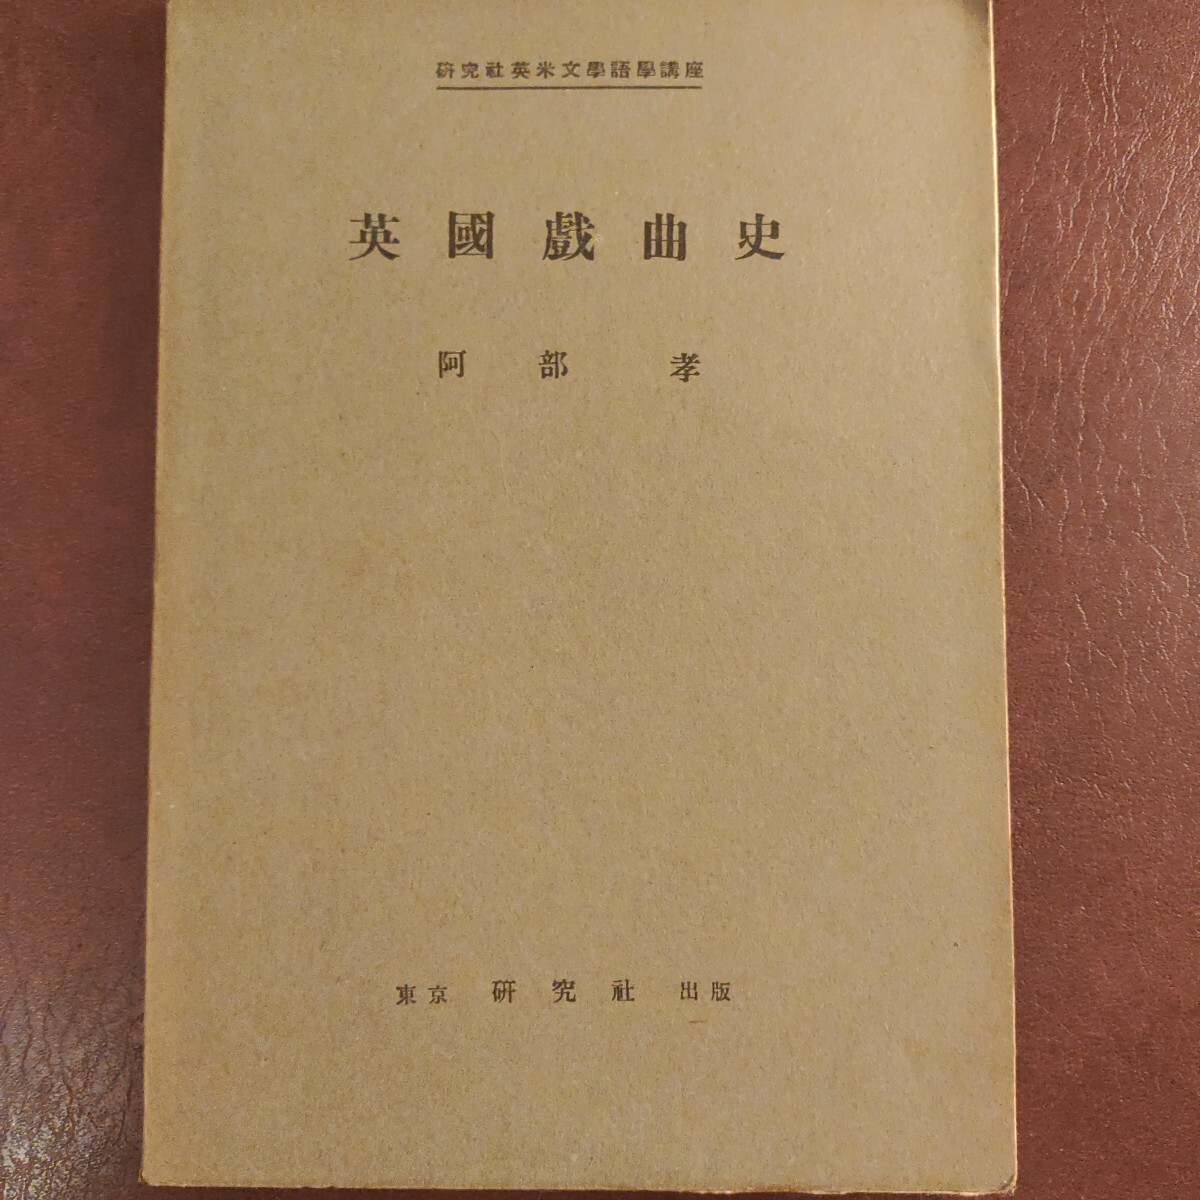 研究社英米文學語學講座
英國戲曲史
阿部孝
東京 研究社 出版